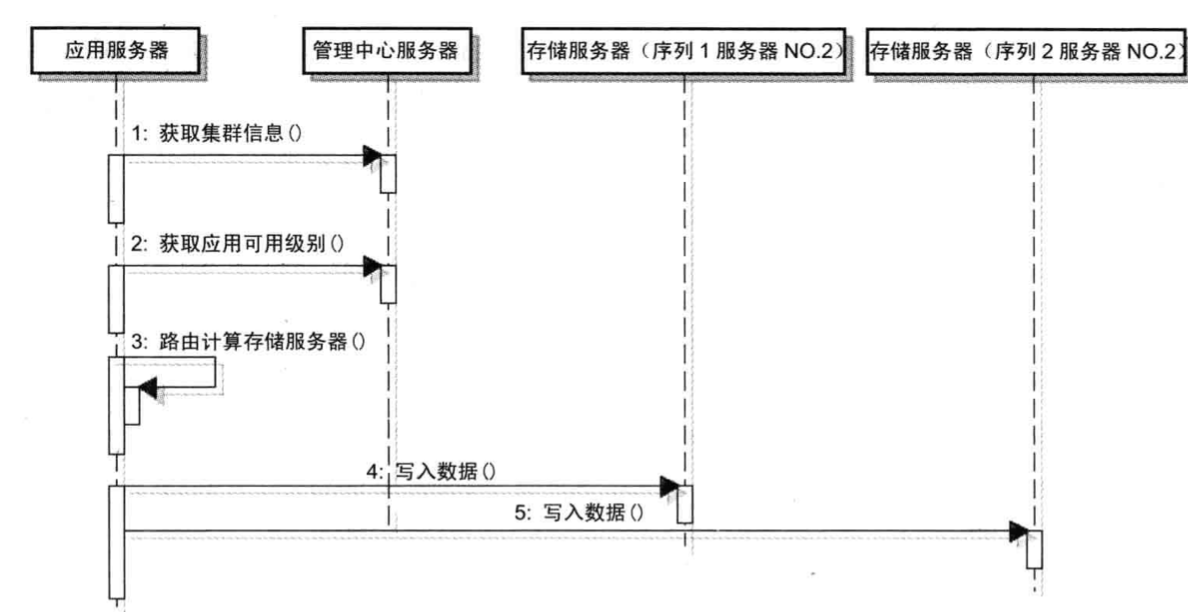 应用服务器
管理中心服务器
存储服务器（序列 1 服务器 NO.2）
存储服务器（序列 2 服务器 NO.2）
1: 获取集群信息()
2: 获取应用可用级别()
3: 路由计算存储服务器()
4: 写入数据()
5: 写入数据()